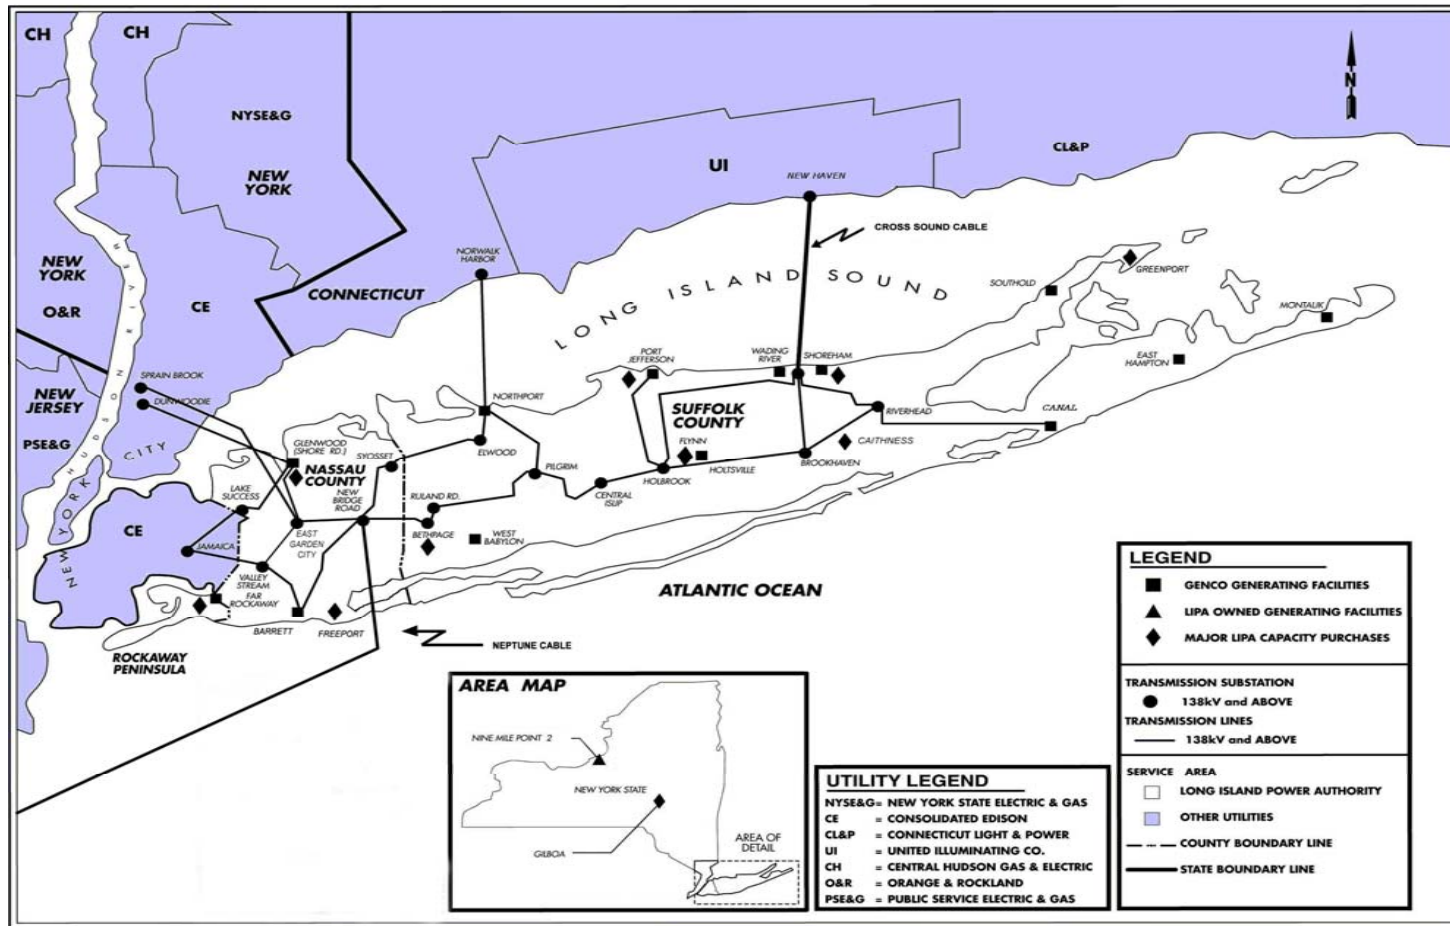 CH
CH
NYSE&G
NEW
YORK
UI
CL&P
N
NEW HAVEN
CROSS SOUND CABLE
NORWALK
HARBOR
NEW
YORK
O&R
CE
CONNECTICUT
LONG ISLAND SOUND
SOUTHOLD
GREENPORT
MONTAUK
EAST
HAMPTON
HUDSON RIVER
SPRAIN BROOK
DUNWOODIE
NEW
JERSEY
PSE&G
NEW YORK CITY
PORT
JEFFERSON
WADING
RIVER
SHOREHAM
NORTHPORT
SUFFOLK
COUNTY
RIVERHEAD
CANAL
GLENWOOD
(SHORE RD.)
NASSAU
COUNTY
SYOSSET
ELWOOD
FLYNN
CAITHNESS
LAKE
SUCCESS
NEW
BRIDGE
ROAD
RULAND RD.
PILGRIM
CENTRAL
ISLIP
HOLBROOK
HOLTSVILLE
BROOKHAVEN
CE
JAMAICA
EAST
GARDEN
CITY
BETHPAGE
WEST
BABYLON
VALLEY
STREAM
FAR
ROCKAWAY
BARRETT
FREEPORT
ATLANTIC OCEAN
NEPTUNE CABLE
ROCKAWAY
PENINSULA
AREA MAP
NINE MILE POINT 2
NEW YORK STATE
GILBOA
AREA OF
DETAIL
UTILITY LEGEND
NYSE&G= NEW YORK STATE ELECTRIC & GAS
CE = CONSOLIDATED EDISON
CL&P = CONNECTICUT LIGHT & POWER
UI = UNITED ILLUMINATING CO.
CH = CENTRAL HUDSON GAS & ELECTRIC
O&R = ORANGE & ROCKLAND
PSE&G = PUBLIC SERVICE ELECTRIC & GAS
LEGEND
GENCO GENERATING FACILITIES
LIPA OWNED GENERATING FACILITIES
MAJOR LIPA CAPACITY PURCHASES
TRANSMISSION SUBSTATION
138kV and ABOVE
TRANSMISSION LINES
138kV and ABOVE
SERVICE AREA
LONG ISLAND POWER AUTHORITY
OTHER UTILITIES
COUNTY BOUNDARY LINE
STATE BOUNDARY LINE